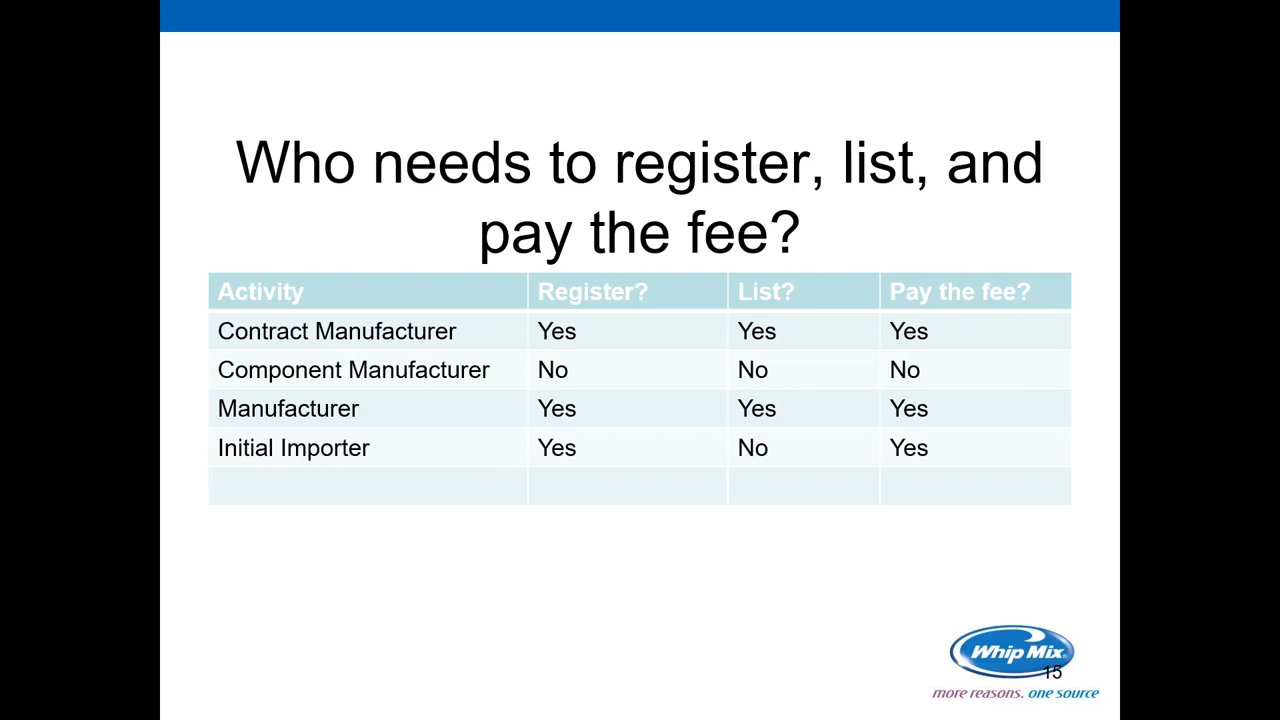 Who needs to register, list, and
pay the fee?
Activity Register? List? Pay the fee?
Contract Manufacturer Yes Yes Yes
Component Manufacturer No No No
Manufacturer Yes Yes Yes
Initial Importer Yes No Yes
Whip Mix®
15
more reasons. one source